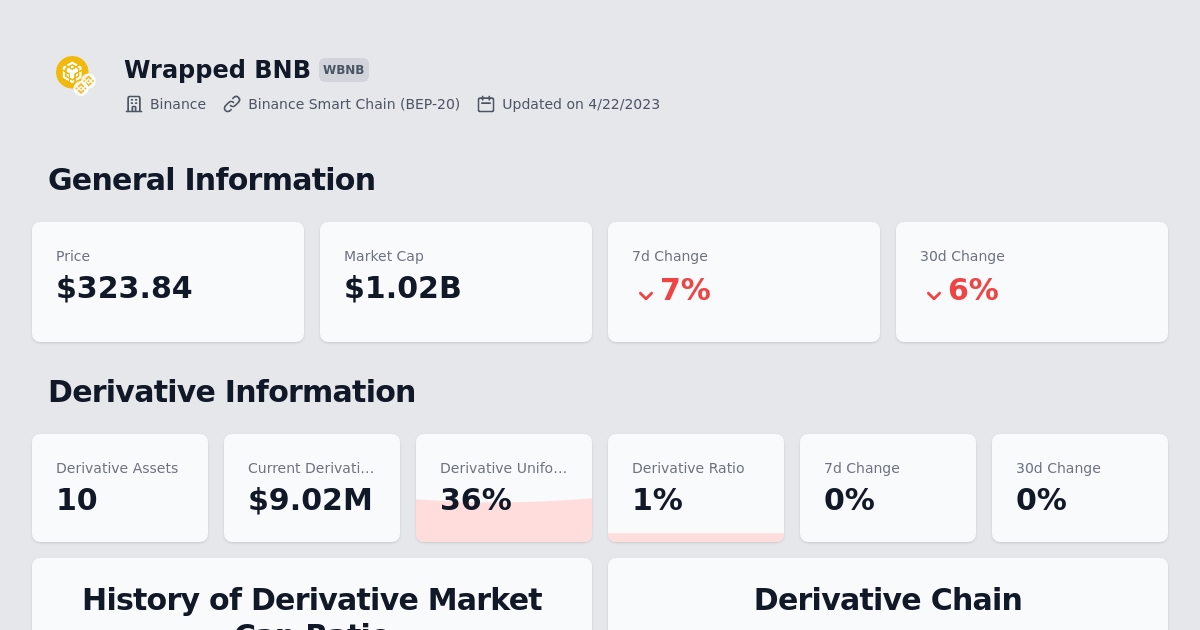 Wrapped BNB WBNB
Binance Binance Smart Chain (BEP-20) Updated on 4/22/2023
General Information
Price Market Cap 7d Change 30d Change
$323.84 $1.02B 7% 6%
Derivative Information
Derivative Assets Current Derivati... Derivative Unifo... Derivative Ratio 7d Change 30d Change
10 $9.02M 36% 1% 0% 0%
History of Derivative Market Derivative Chain
Cap Ratio